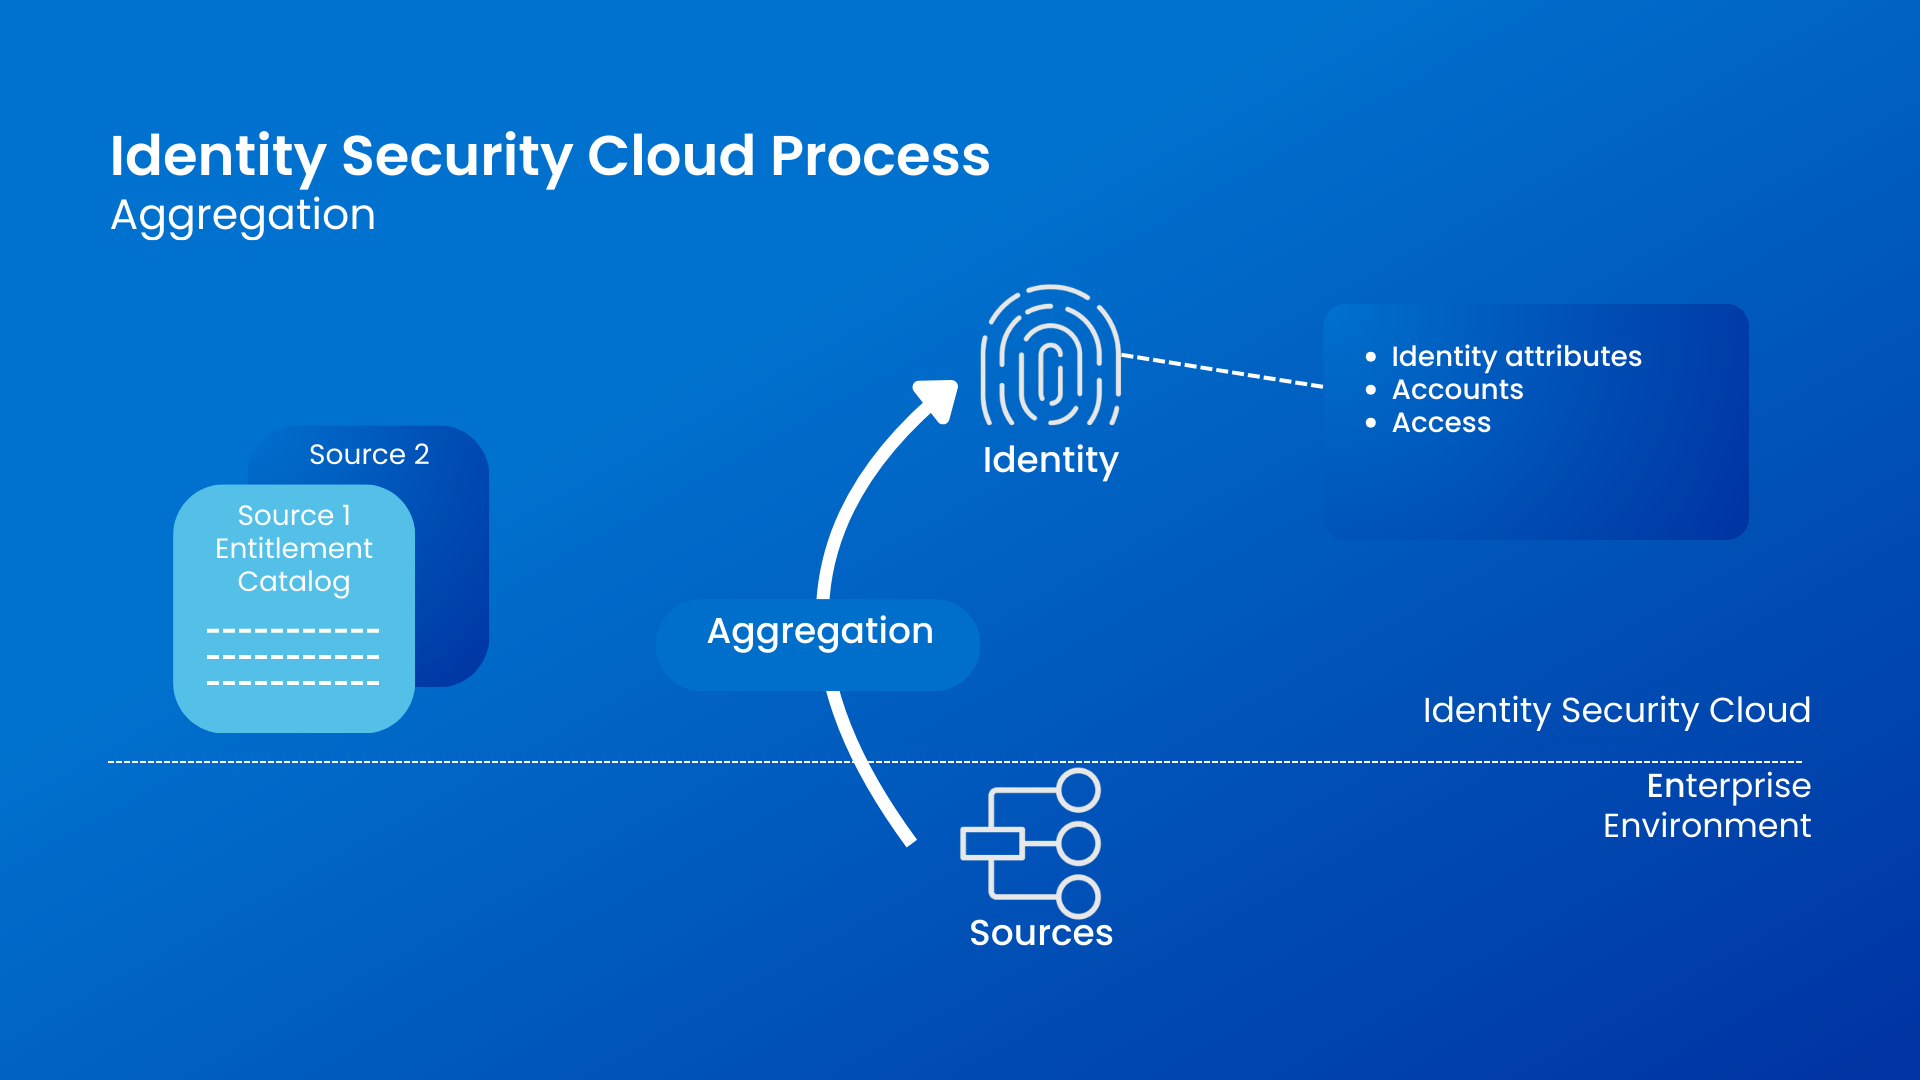 Identity Security Cloud Process
Aggregation
Identity
Identity attributes
Accounts
Access
Source 2
Source 1
Entitlement
Catalog
Aggregation
Identity Security Cloud
Enterprise
Environment
Sources